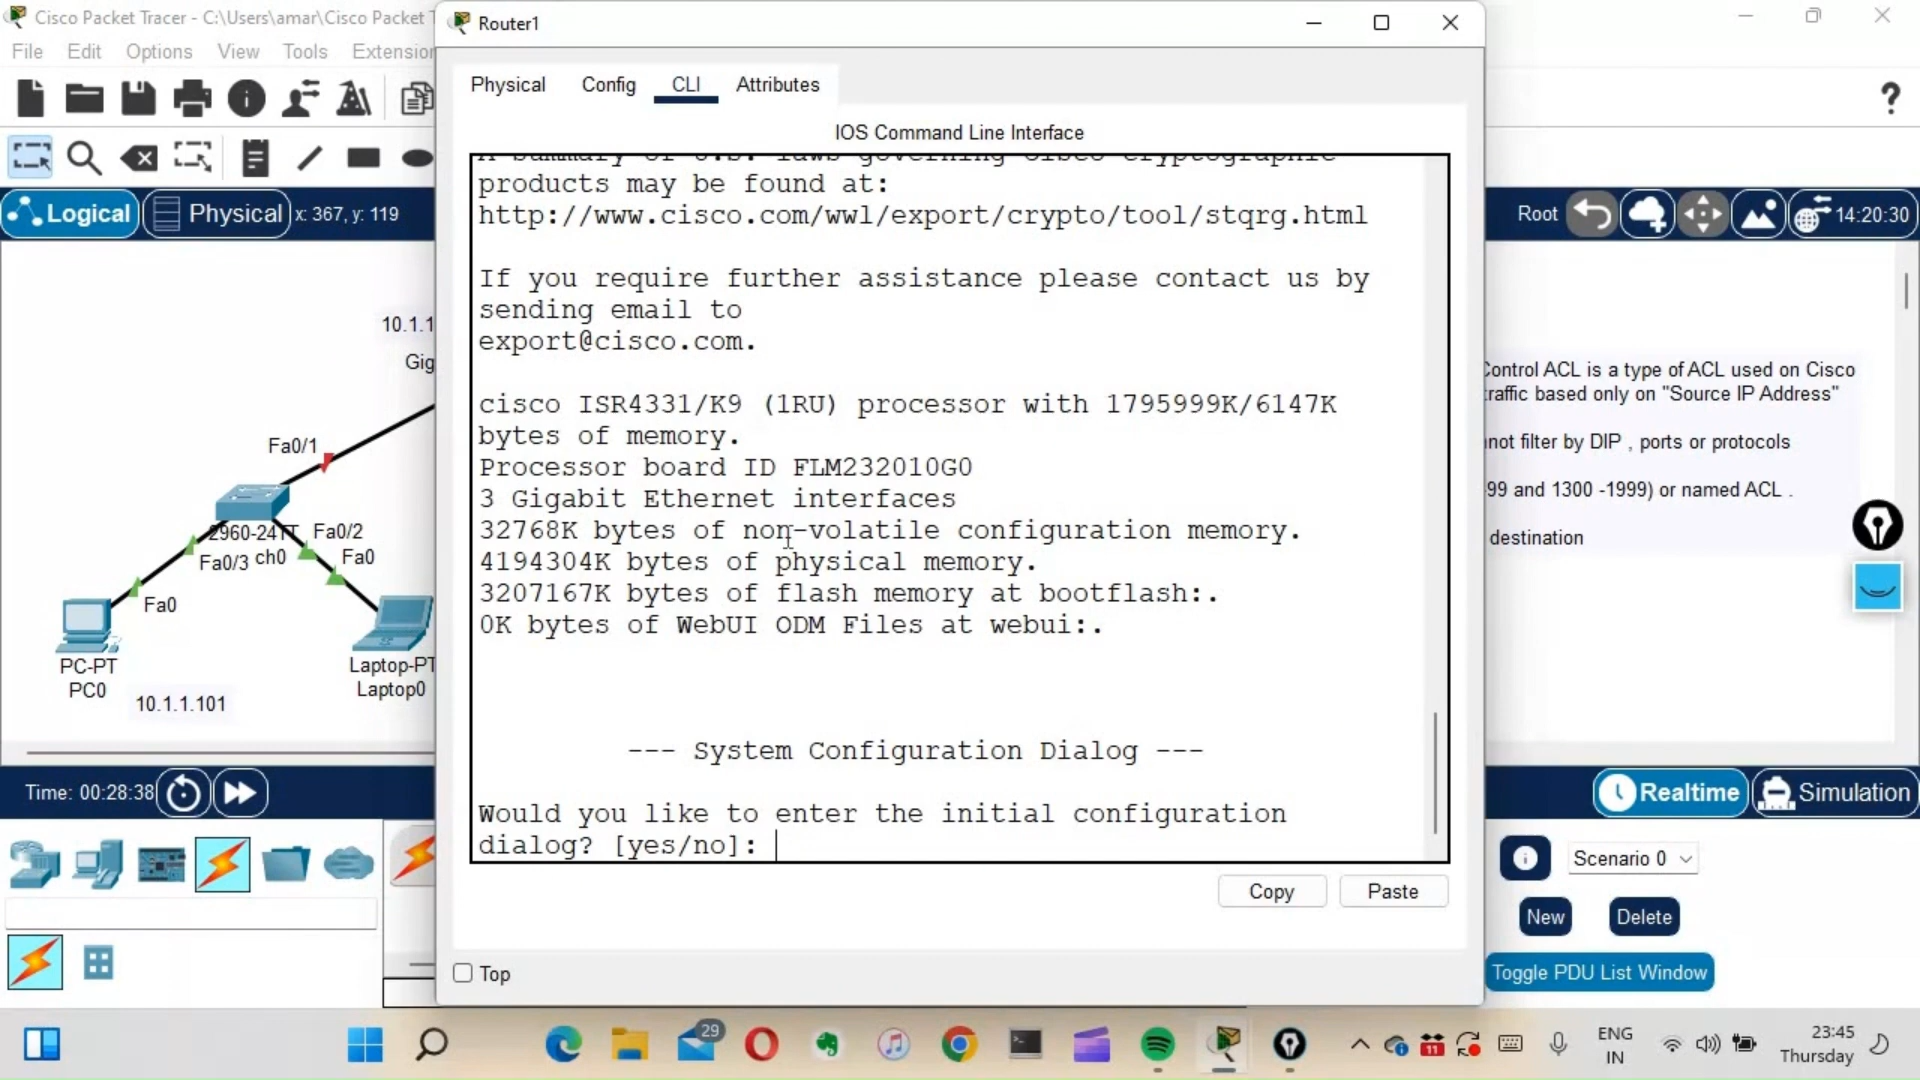 Cisco Packet Tracer - C:\Users\amar\Cisco Packet T
File Edit Options View Tools Extension
Logical
Physical
x: 367, y: 119
10.1.1
Gig
Fa0/1
Fa0/2
Fa0/3 ch0
Fa0
Fa0
PC-PT
PC0
10.1.1.101
Laptop-PT
Laptop0
Time: 00:28:38
Router1
Physical Config CLI Attributes
IOS Command Line Interface
A summary of U.S. laws governing Cisco cryptographic
products may be found at:
http://www.cisco.com/wwl/export/crypto/tool/stqrg.html
If you require further assistance please contact us by
sending email to
export@cisco.com.
cisco ISR4331/K9 (1RU) processor with 1795999K/6147K
bytes of memory.
Processor board ID FLM232010G0
3 Gigabit Ethernet interfaces
32768K bytes of non-volatile configuration memory.
4194304K bytes of physical memory.
3207167K bytes of flash memory at bootflash:.
0K bytes of WebUI ODM Files at webui:.
--- System Configuration Dialog ---
Would you like to enter the initial configuration
dialog? [yes/no]:
Copy
Paste
Top
?
Root
14:20:30
Control ACL is a type of ACL used on Cisco
traffic based only on "Source IP Address"
not filter by DIP , ports or protocols
-99 and 1300 -1999) or named ACL .
destination
Realtime
Simulation
Scenario 0
New
Delete
Toggle PDU List Window
29
11
ENG
IN
23:45
Thursday